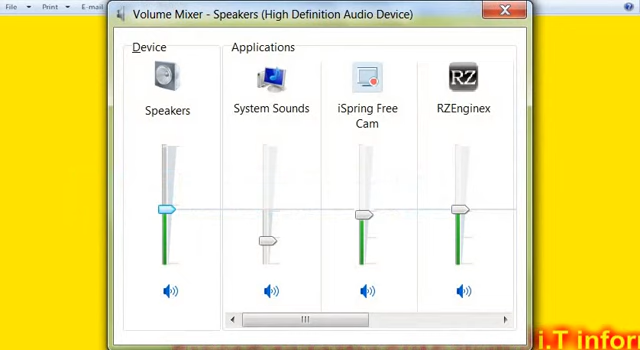 File Print E-mail
Volume Mixer - Speakers (High Definition Audio Device)
Device Applications
RZ
Speakers System Sounds iSpring Free Cam RZEnginex
i.T infor